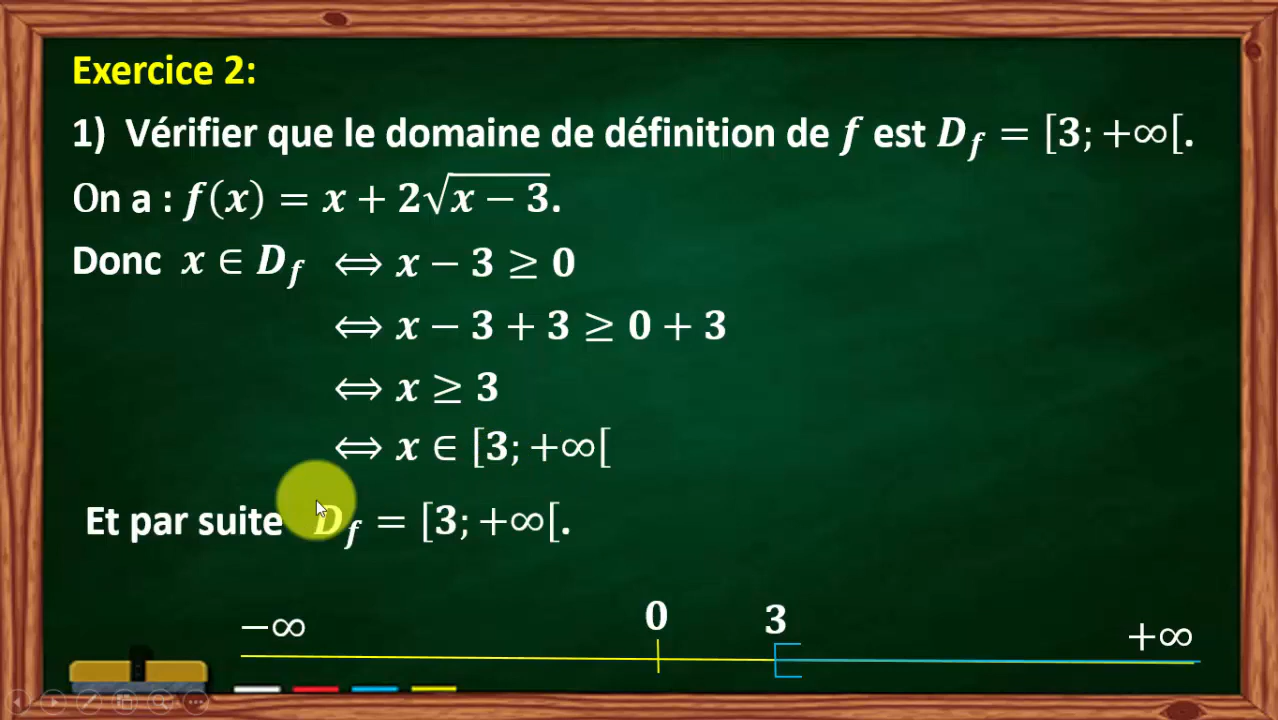 Exercice 2:
1) Vérifier que le domaine de définition de f est D_f = [3; +∞[.
On a : f(x) = x + 2√(x − 3).
Donc x ∈ D_f ⟺ x − 3 ≥ 0
⟺ x − 3 + 3 ≥ 0 + 3
⟺ x ≥ 3
⟺ x ∈ [3; +∞[
Et par suite D_f = [3; +∞[.
−∞ 0 3 +∞